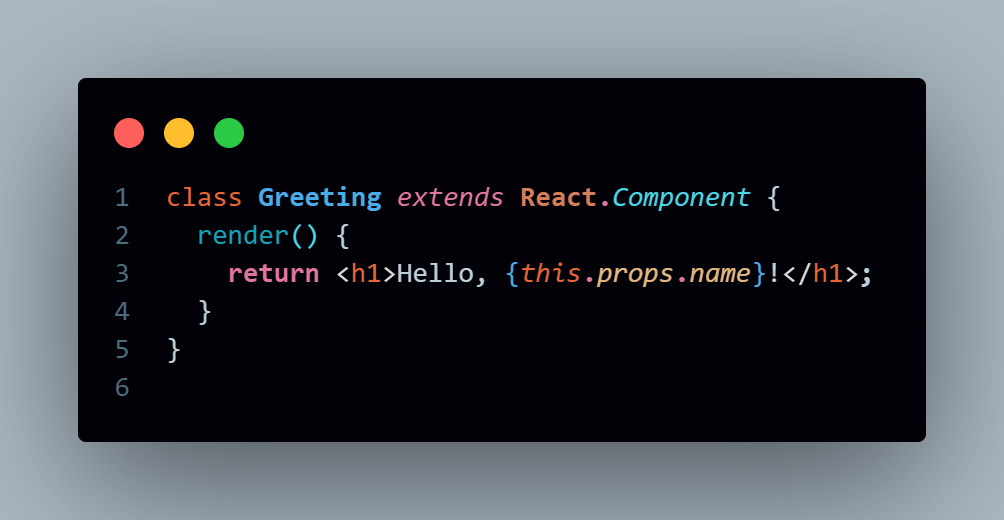 1 class Greeting extends React.Component {
2   render() {
3     return <h1>Hello, {this.props.name}!</h1>;
4   }
5 }
6